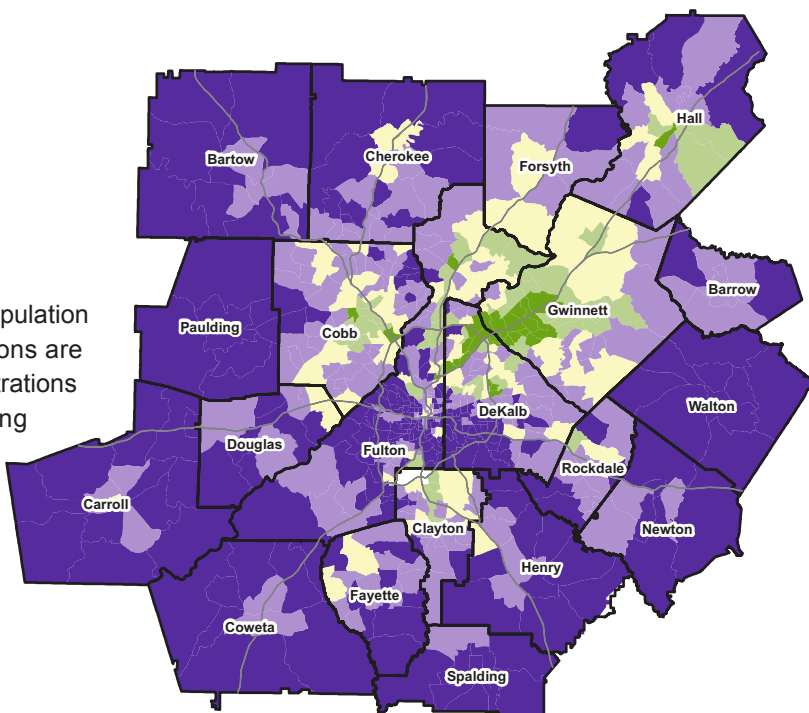 Hall
Bartow
Cherokee
Forsyth
Barrow
Gwinnett
pulation
ons are
trations
ng
Paulding
Cobb
Walton
DeKalb
Douglas
Fulton
Rockdale
Carroll
Clayton
Newton
Henry
Fayette
Coweta
Spalding